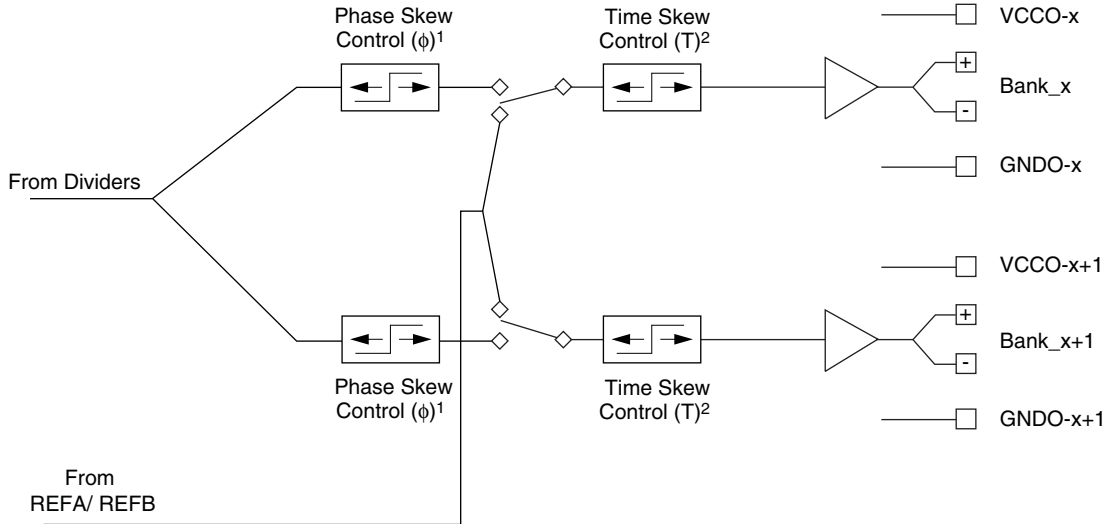 Phase Skew
Control (ϕ)1
Time Skew
Control (T)2
VCCO-x
+
Bank_x
-
GNDO-x
From Dividers
VCCO-x+1
+
Bank_x+1
-
GNDO-x+1
Phase Skew
Control (ϕ)1
Time Skew
Control (T)2
From
REFA/ REFB